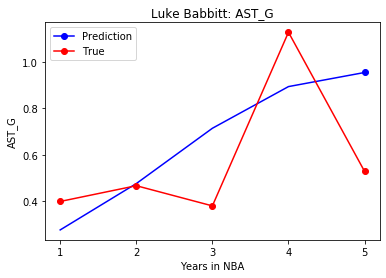 Luke Babbitt: AST_G
Prediction
True
AST_G
1.0
0.8
0.6
0.4
1 2 3 4 5
Years in NBA